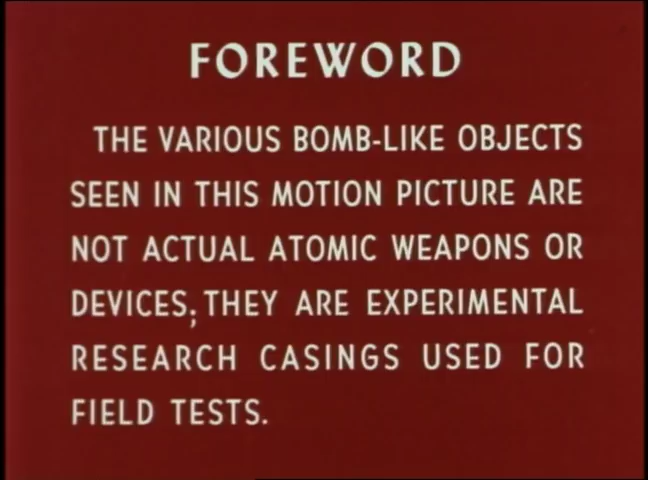 FOREWORD
THE VARIOUS BOMB-LIKE OBJECTS
SEEN IN THIS MOTION PICTURE ARE
NOT ACTUAL ATOMIC WEAPONS OR
DEVICES; THEY ARE EXPERIMENTAL
RESEARCH CASINGS USED FOR
FIELD TESTS.